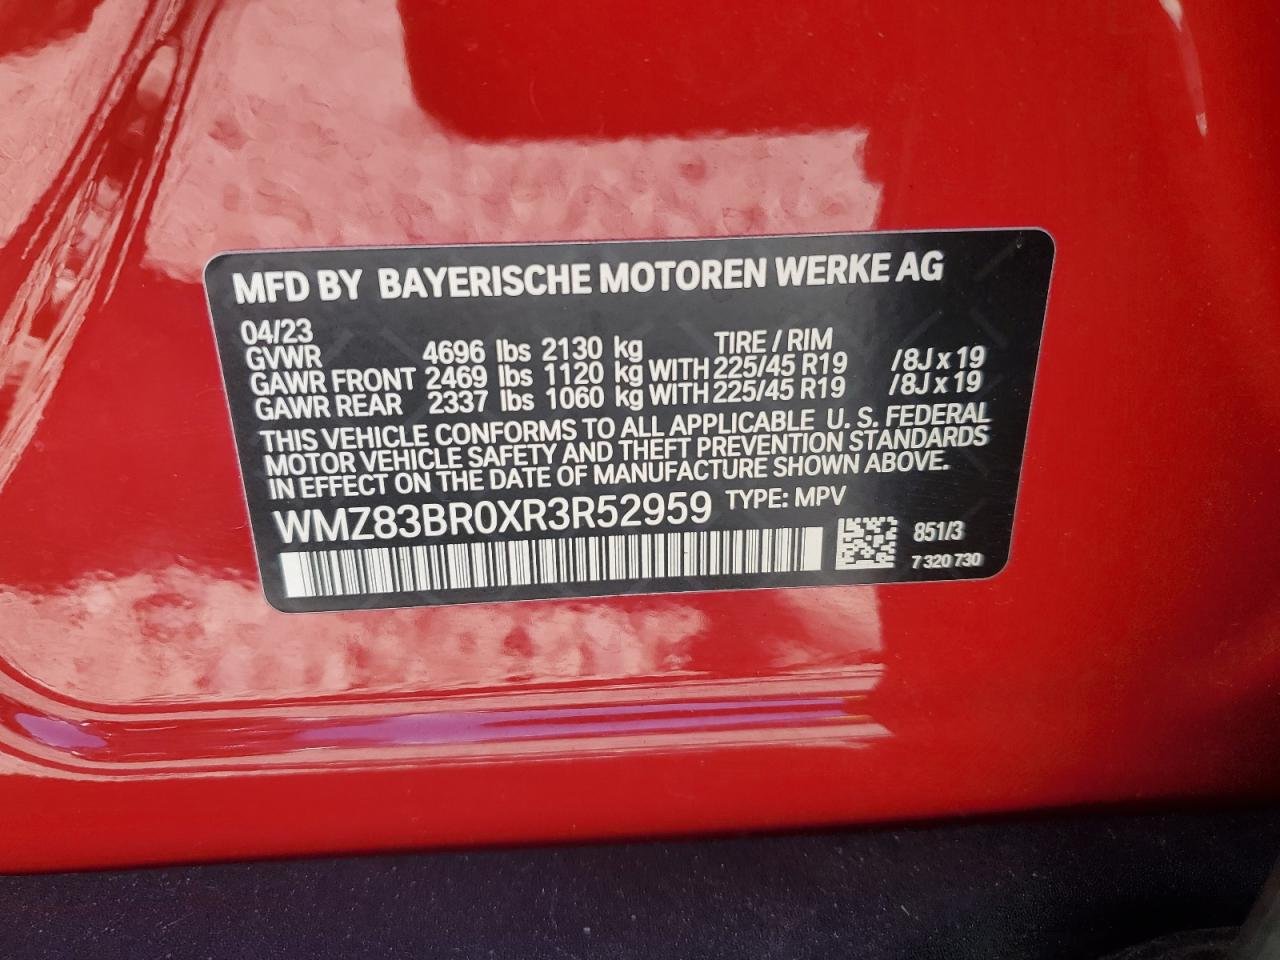 MFD BY BAYERISCHE MOTOREN WERKE AG
04/23 TIRE / RIM
GVWR 4696 lbs 2130 kg
GAWR FRONT 2469 lbs 1120 kg WITH 225/45 R19 /8J x 19
GAWR REAR 2337 lbs 1060 kg WITH 225/45 R19 /8J x 19
THIS VEHICLE CONFORMS TO ALL APPLICABLE U. S. FEDERAL
MOTOR VEHICLE SAFETY AND THEFT PREVENTION STANDARDS
IN EFFECT ON THE DATE OF MANUFACTURE SHOWN ABOVE.
WMZ83BR0XR3R52959 TYPE: MPV
851/3
7 320 730